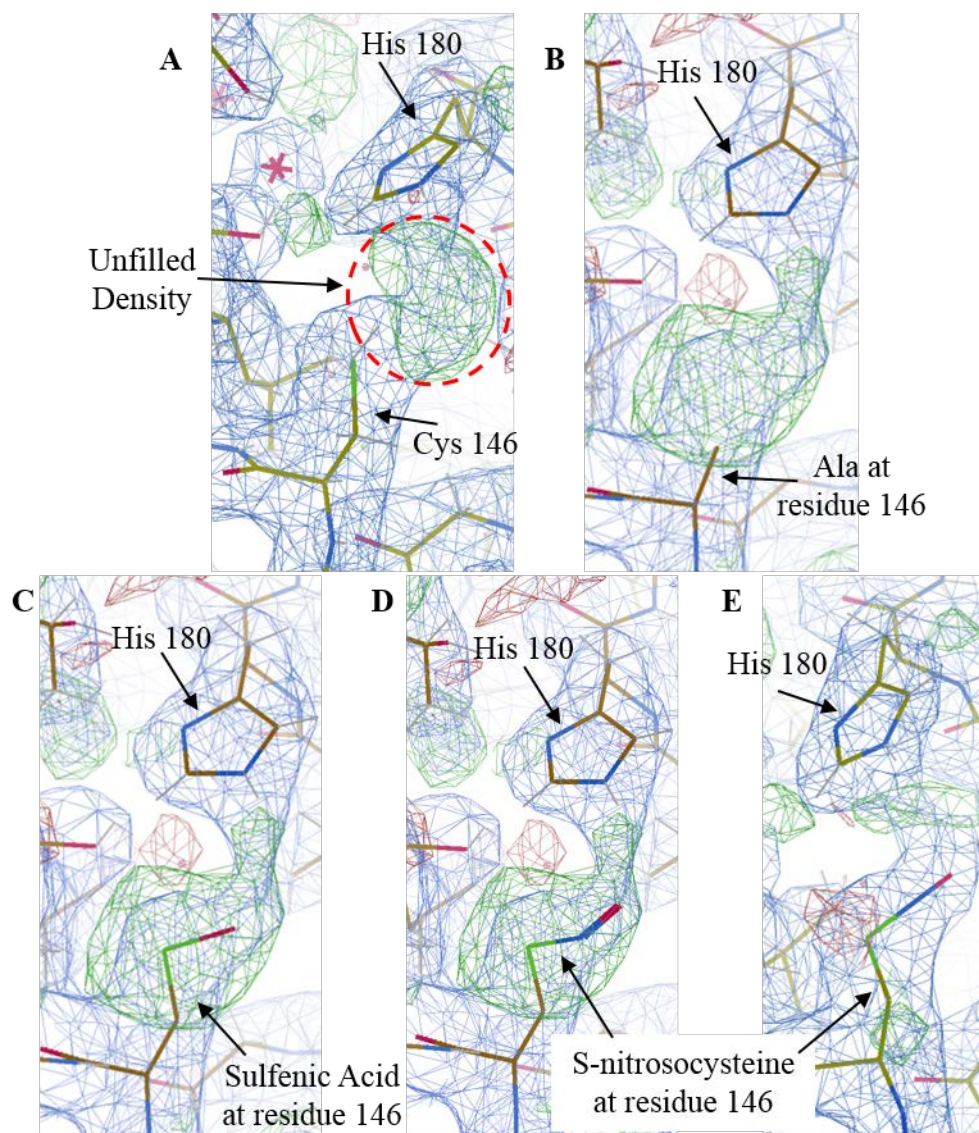 A
His 180
Unfilled
Density
Cys 146
B
His 180
Ala at
residue 146
C
His 180
Sulfenic Acid
at residue 146
D
His 180
E
His 180
S-nitrosocysteine
at residue 146